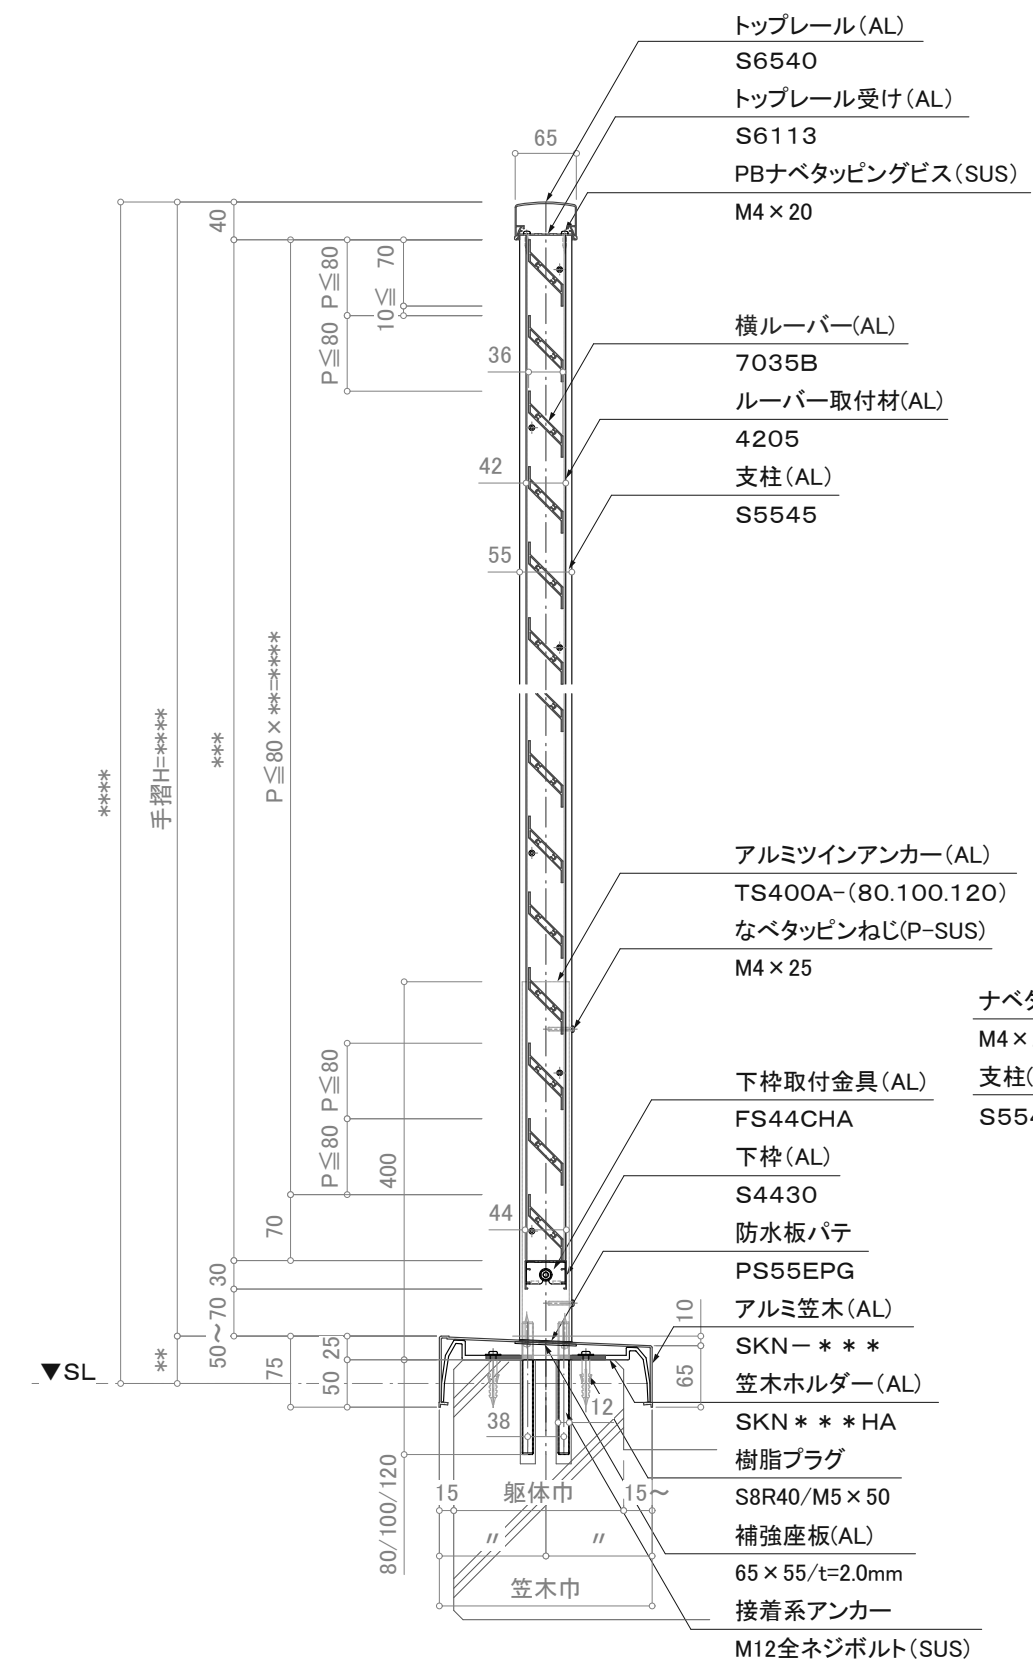 トップレール(AL)
S6540
トップレール受け(AL)
S6113
PBナベタッピングビス(SUS)
M4×20
65
40
P≦80 P≦80
10≦ 70
36
横ルーバー(AL)
7035B
ルーバー取付材(AL)
4205
42
支柱(AL)
S5545
55
****
手摺H=****
***
P≦80×**=****
アルミツインアンカー(AL)
TS400A-(80.100.120)
なベタッピンねじ(P-SUS)
M4×25
ナベタ
M4×
支柱(
S554
P≦80 P≦80
400
70
下枠取付金具(AL)
FS44CHA
下枠(AL)
S4430
44
防水板パテ
PS55EPG
30
50~70
アルミ笠木(AL)
SKN-***
10
65
**
75
50 25
▼SL
笠木ホルダー(AL)
SKN***HA
38
12
樹脂プラグ
S8R40/M5×50
80/100/120
15 躯体巾 15~
〃 〃
補強座板(AL)
65×55/t=2.0mm
笠木巾
接着系アンカー
M12全ネジボルト(SUS)